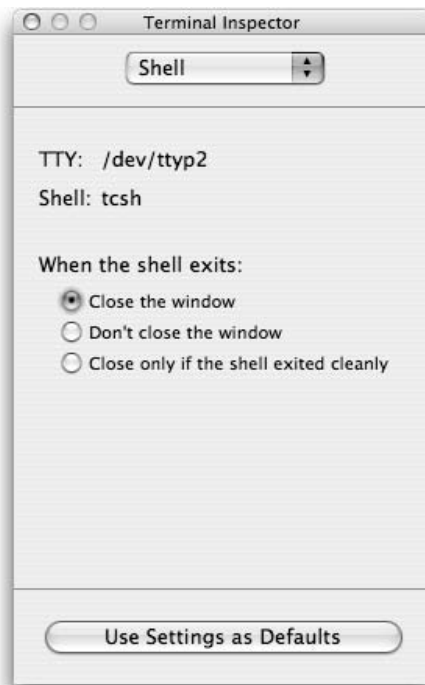 Terminal Inspector
Shell
TTY: /dev/ttyp2
Shell: tcsh
When the shell exits:
Close the window
Don't close the window
Close only if the shell exited cleanly
Use Settings as Defaults